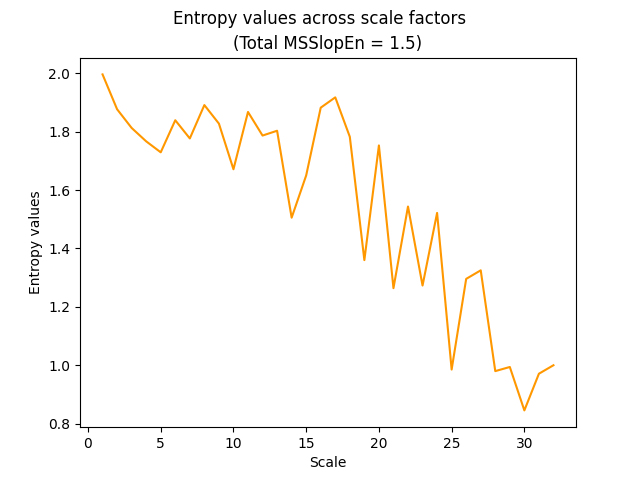 Entropy values across scale factors
(Total MSSlopEn = 1.5)
2.0
1.8
1.6
1.4
1.2
1.0
0.8
Entropy values
0 5 10 15 20 25 30
Scale